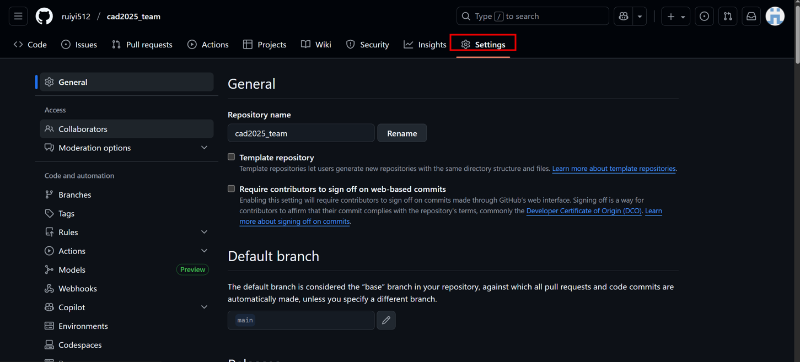 ruiyi512 / cad2025_team
Type / to search
Code Issues Pull requests Actions Projects Wiki Security Insights Settings
General
Access
Collaborators
Moderation options
Code and automation
Branches
Tags
Rules
Actions
Models Preview
Webhooks
Copilot
Environments
Codespaces
General
Repository name
cad2025_team Rename
Template repository
Template repositories let users generate new repositories with the same directory structure and files. Learn more about template repositories.
Require contributors to sign off on web-based commits
Enabling this setting will require contributors to sign off on commits made through GitHub's web interface. Signing off is a way for
contributors to affirm that their commit complies with the repository's terms, commonly the Developer Certificate of Origin (DCO). Learn
more about signing off on commits.
Default branch
The default branch is considered the "base" branch in your repository, against which all pull requests and code commits are
automatically made, unless you specify a different branch.
main